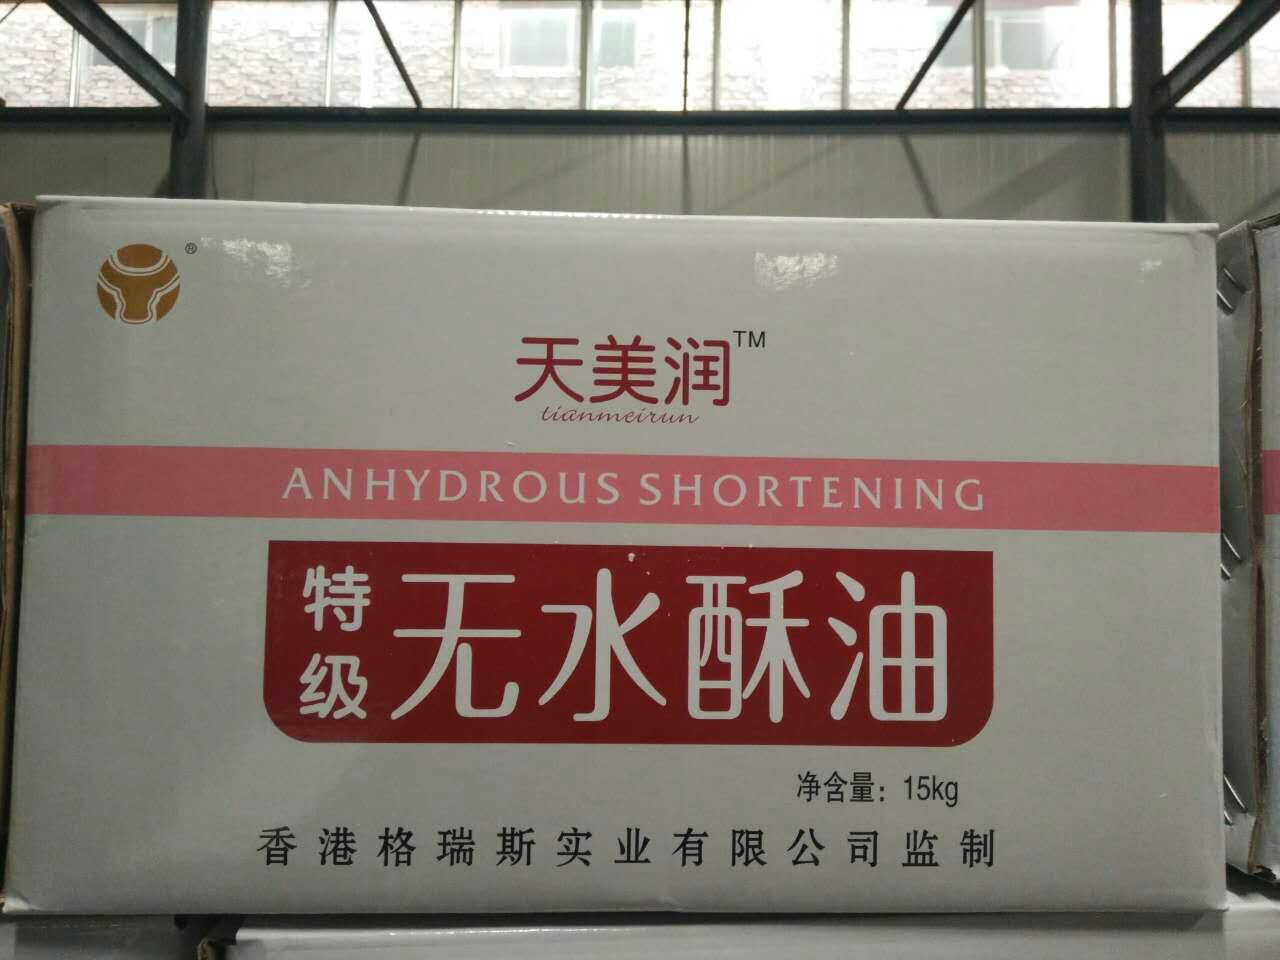 ®
天美润™
tianmeirun
ANHYDROUS SHORTENING
特级 无水酥油
净含量：15kg
香港格瑞斯实业有限公司监制